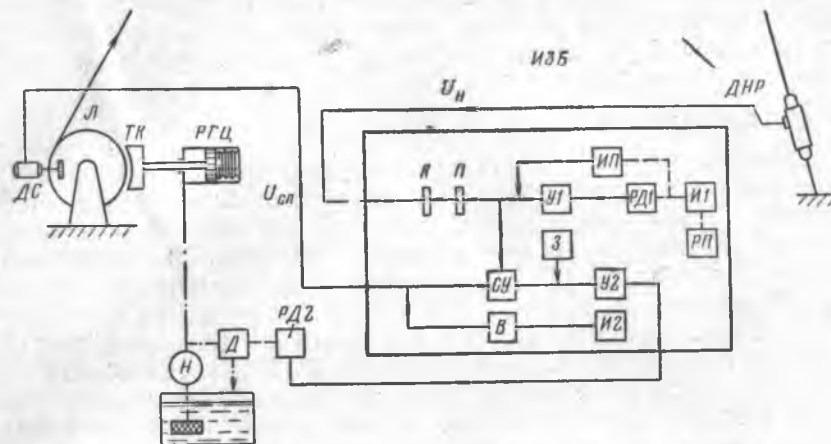 ИЗБ
U_н
ДНР
Л
ТК
РГЦ
ДС
U_сл
К П
ИП
У1
РД1
И1
РП
З
СУ
У2
В
И2
РД2
Д
Н